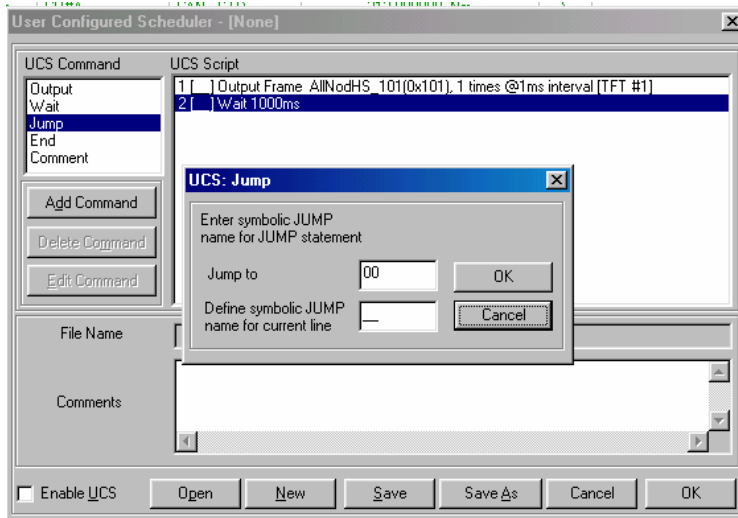 User Configured Scheduler - [None]
UCS Command
UCS Script
Output
Wait
Jump
End
Comment
1 [__] Output Frame AllNodHS_101(0x101), 1 times @1ms interval [TFT #1]
2 [__] Wait 1000ms
Add Command
Delete Command
Edit Command
UCS: Jump
Enter symbolic JUMP
name for JUMP statement
Jump to
00
OK
Define symbolic JUMP
name for current line
__
Cancel
File Name
Comments
Enable UCS
Open
New
Save
Save As
Cancel
OK